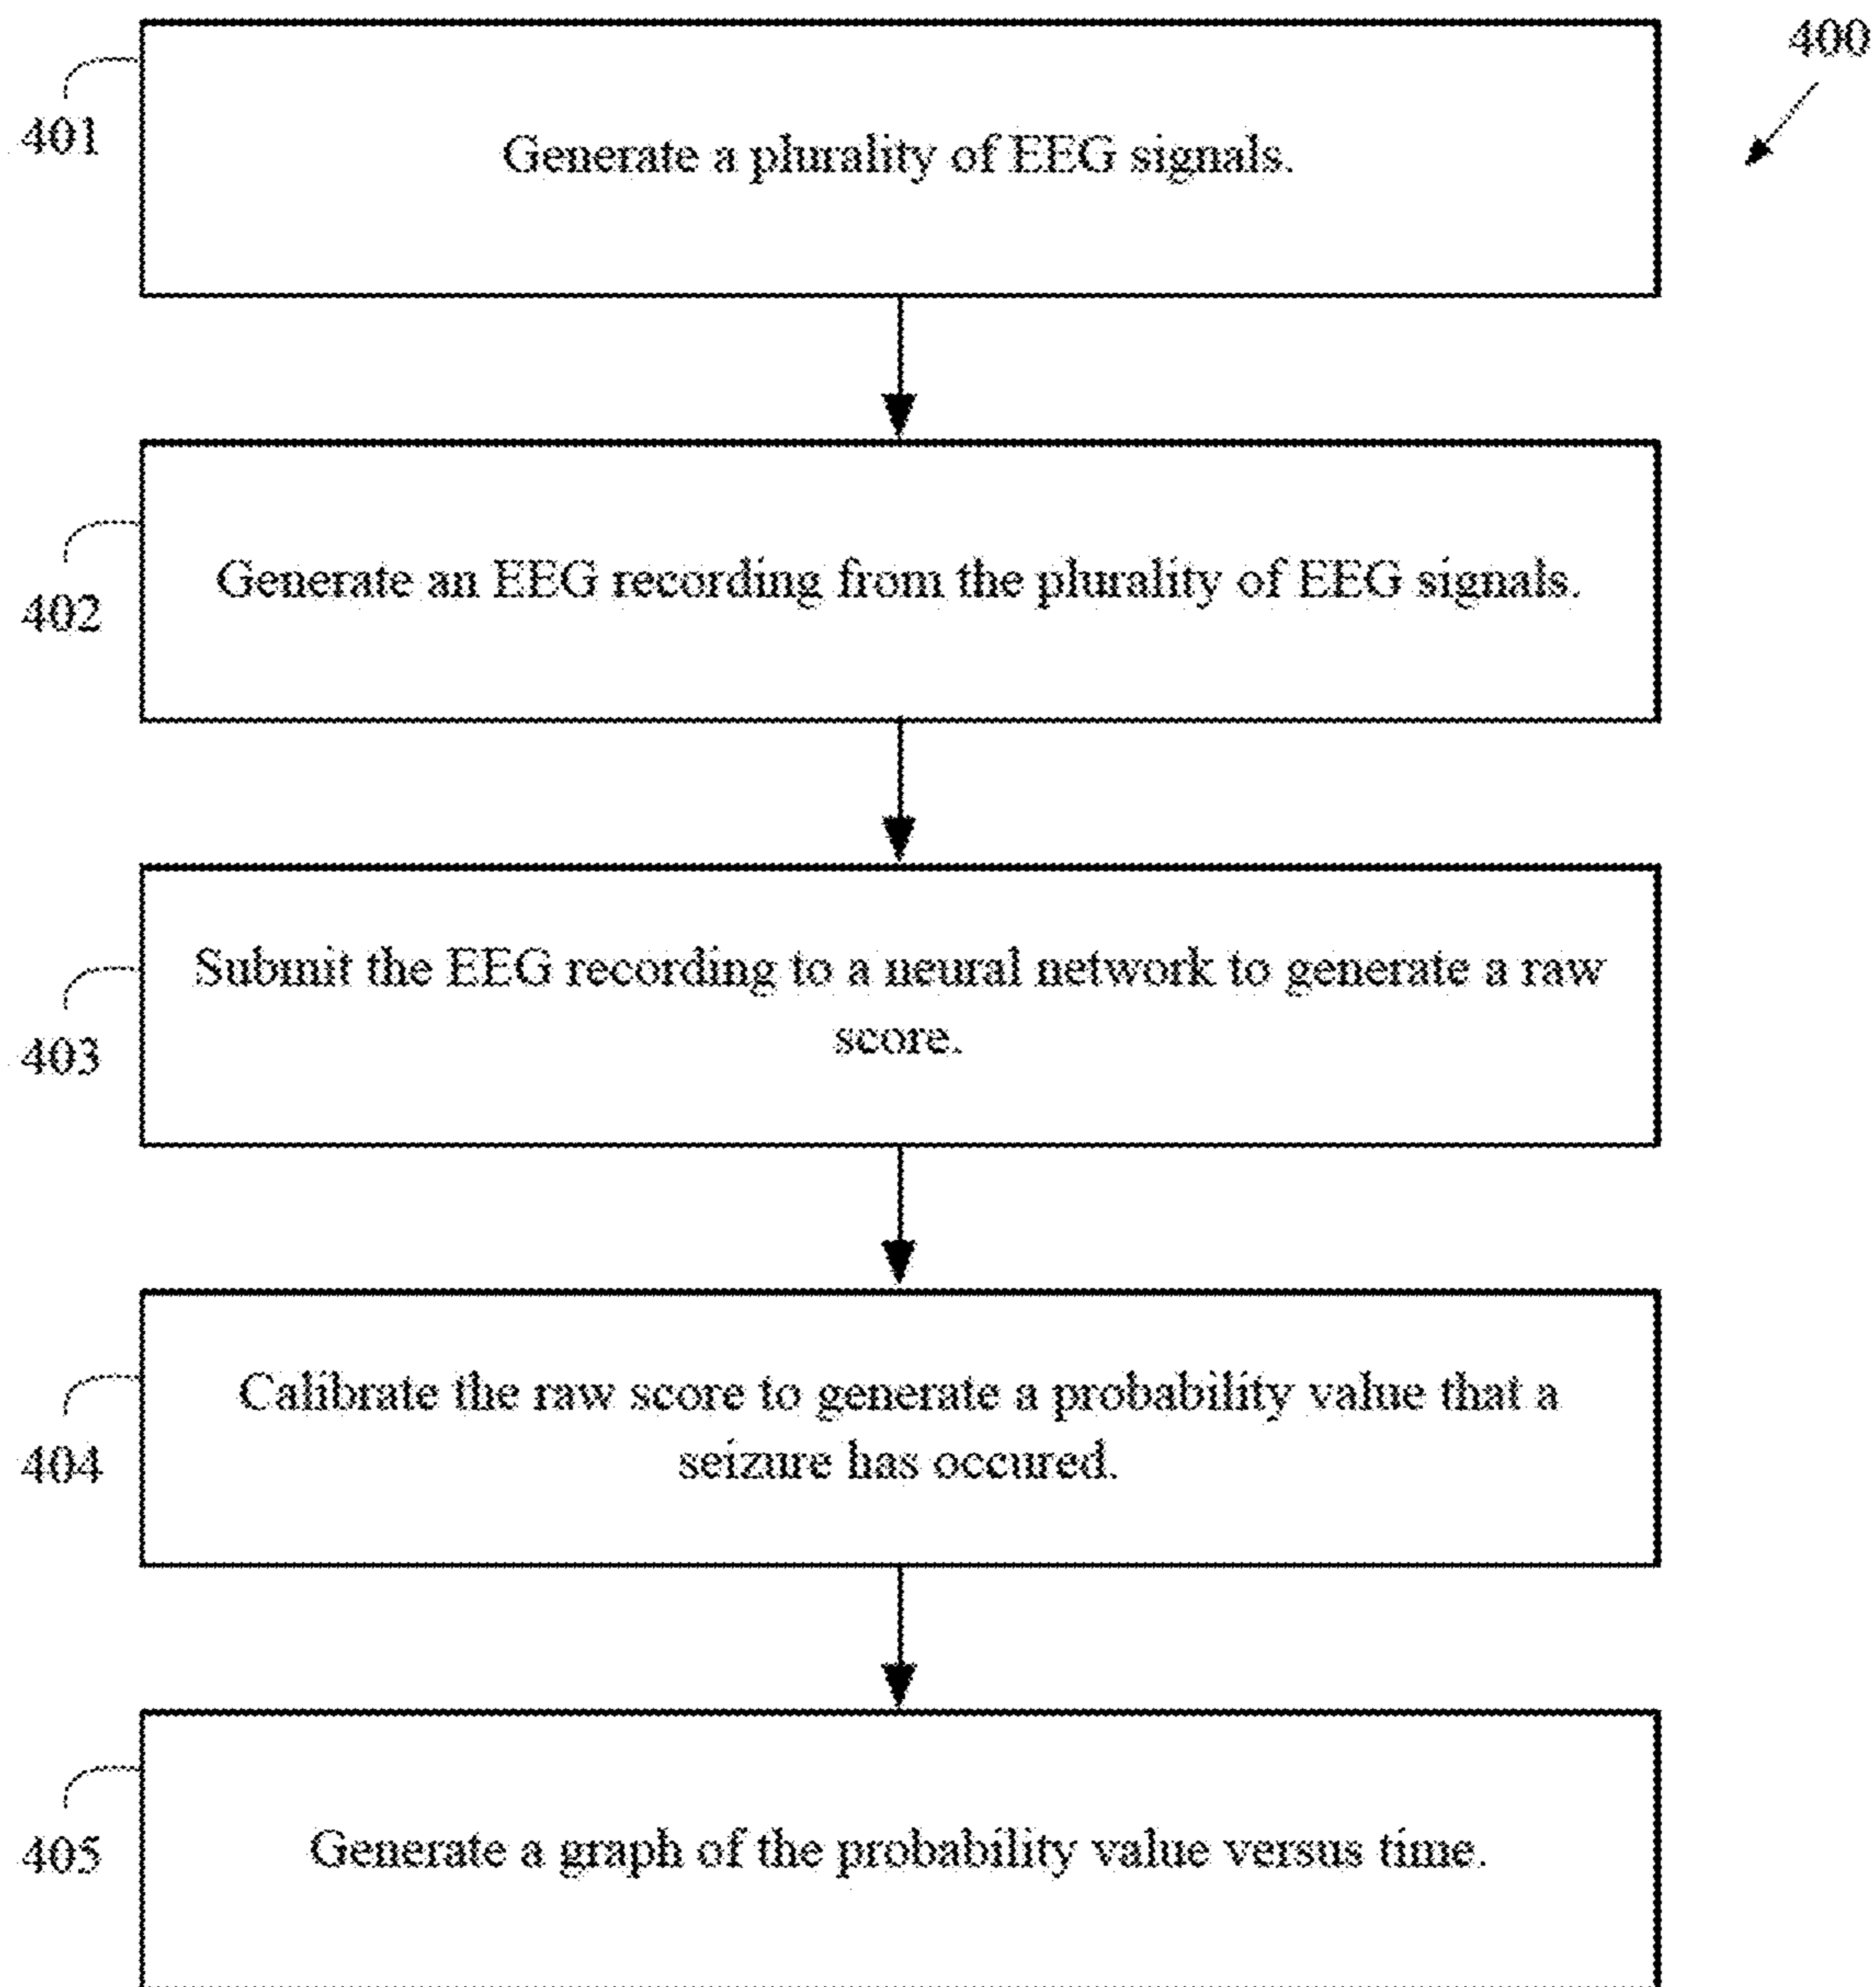 400
401
Generate a plurality of EEG signals.
402
Generate an EEG recording from the plurality of EEG signals.
403
Submit the EEG recording to a neural network to generate a raw
score.
404
Calibrate the raw score to generate a probability value that a
seizure has occured.
405
Generate a graph of the probability value versus time.